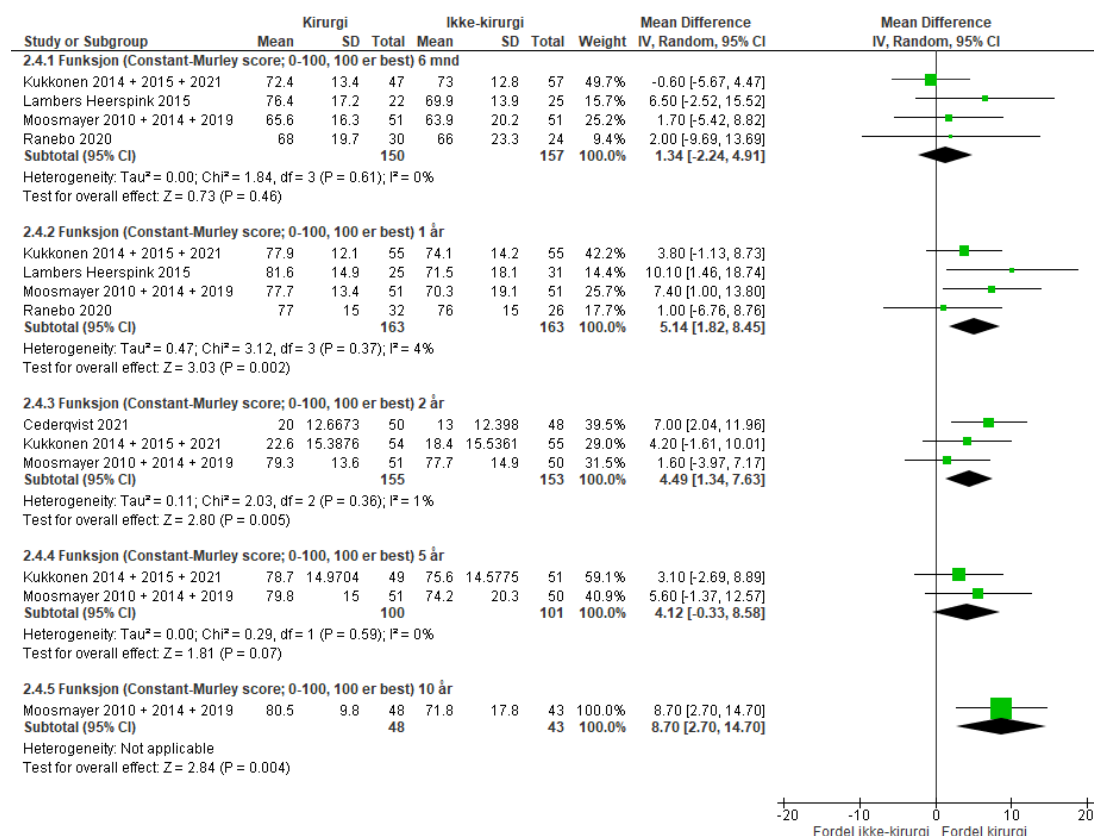 Kirurgi Ikke-kirurgi Mean Difference Mean Difference
Study or Subgroup Mean SD Total Mean SD Total Weight IV, Random, 95% CI IV, Random, 95% CI
2.4.1 Funksjon (Constant-Murley score; 0-100, 100 er best) 6 mnd
Kukkonen 2014 + 2015 + 2021 72.4 13.4 47 73 12.8 57 49.7% -0.60 [-5.67, 4.47]
Lambers Heerspink 2015 76.4 17.2 22 69.9 13.9 25 15.7% 6.50 [-2.52, 15.52]
Moosmayer 2010 + 2014 + 2019 65.6 16.3 51 63.9 20.2 51 25.2% 1.70 [-5.42, 8.82]
Ranebo 2020 68 19.7 30 66 23.3 24 9.4% 2.00 [-9.69, 13.69]
Subtotal (95% CI) 150 157 100.0% 1.34 [-2.24, 4.91]
Heterogeneity: Tau² = 0.00; Chi² = 1.84, df = 3 (P = 0.61); I² = 0%
Test for overall effect: Z = 0.73 (P = 0.46)
2.4.2 Funksjon (Constant-Murley score; 0-100, 100 er best) 1 år
Kukkonen 2014 + 2015 + 2021 77.9 12.1 55 74.1 14.2 55 42.2% 3.80 [-1.13, 8.73]
Lambers Heerspink 2015 81.6 14.9 25 71.5 18.1 31 14.4% 10.10 [1.46, 18.74]
Moosmayer 2010 + 2014 + 2019 77.7 13.4 51 70.3 19.1 51 25.7% 7.40 [1.00, 13.80]
Ranebo 2020 77 15 32 76 15 26 17.7% 1.00 [-6.76, 8.76]
Subtotal (95% CI) 163 163 100.0% 5.14 [1.82, 8.45]
Heterogeneity: Tau² = 0.47; Chi² = 3.12, df = 3 (P = 0.37); I² = 4%
Test for overall effect: Z = 3.03 (P = 0.002)
2.4.3 Funksjon (Constant-Murley score; 0-100, 100 er best) 2 år
Cederqvist 2021 20 12.6673 50 13 12.398 48 39.5% 7.00 [2.04, 11.96]
Kukkonen 2014 + 2015 + 2021 22.6 15.3876 54 18.4 15.5361 55 29.0% 4.20 [-1.61, 10.01]
Moosmayer 2010 + 2014 + 2019 79.3 13.6 51 77.7 14.9 50 31.5% 1.60 [-3.97, 7.17]
Subtotal (95% CI) 155 153 100.0% 4.49 [1.34, 7.63]
Heterogeneity: Tau² = 0.11; Chi² = 2.03, df = 2 (P = 0.36); I² = 1%
Test for overall effect: Z = 2.80 (P = 0.005)
2.4.4 Funksjon (Constant-Murley score; 0-100, 100 er best) 5 år
Kukkonen 2014 + 2015 + 2021 78.7 14.9704 49 75.6 14.5775 51 59.1% 3.10 [-2.69, 8.89]
Moosmayer 2010 + 2014 + 2019 79.8 15 51 74.2 20.3 50 40.9% 5.60 [-1.37, 12.57]
Subtotal (95% CI) 100 101 100.0% 4.12 [-0.33, 8.58]
Heterogeneity: Tau² = 0.00; Chi² = 0.29, df = 1 (P = 0.59); I² = 0%
Test for overall effect: Z = 1.81 (P = 0.07)
2.4.5 Funksjon (Constant-Murley score; 0-100, 100 er best) 10 år
Moosmayer 2010 + 2014 + 2019 80.5 9.8 48 71.8 17.8 43 100.0% 8.70 [2.70, 14.70]
Subtotal (95% CI) 48 43 100.0% 8.70 [2.70, 14.70]
Heterogeneity: Not applicable
Test for overall effect: Z = 2.84 (P = 0.004)
-20 -10 0 10 20
Fordel ikke-kirurgi Fordel kirurgi